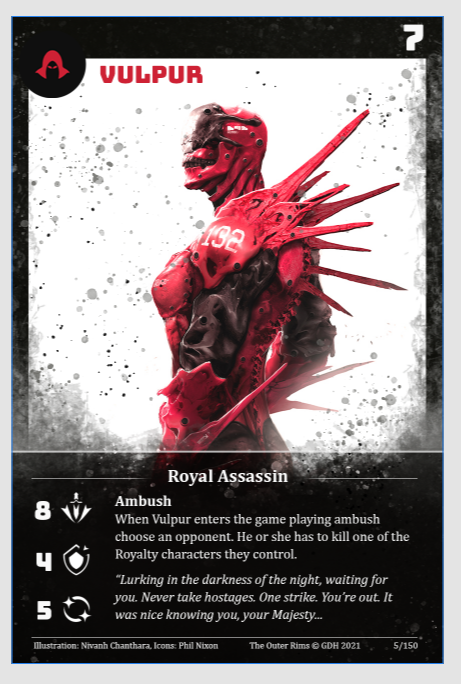 7
VULPUR
192
Royal Assassin
8
Ambush
When Vulpur enters the game playing ambush
choose an opponent. He or she has to kill one of the
4
Royalty characters they control.
"Lurking in the darkness of the night, waiting for
you. Never take hostages. One strike. You're out. It
5
was nice knowing you, your Majesty...
Illustration: Nivanh Chanthara, Icons: Phil Nixon The Outer Rims © GDH 2021 5/150